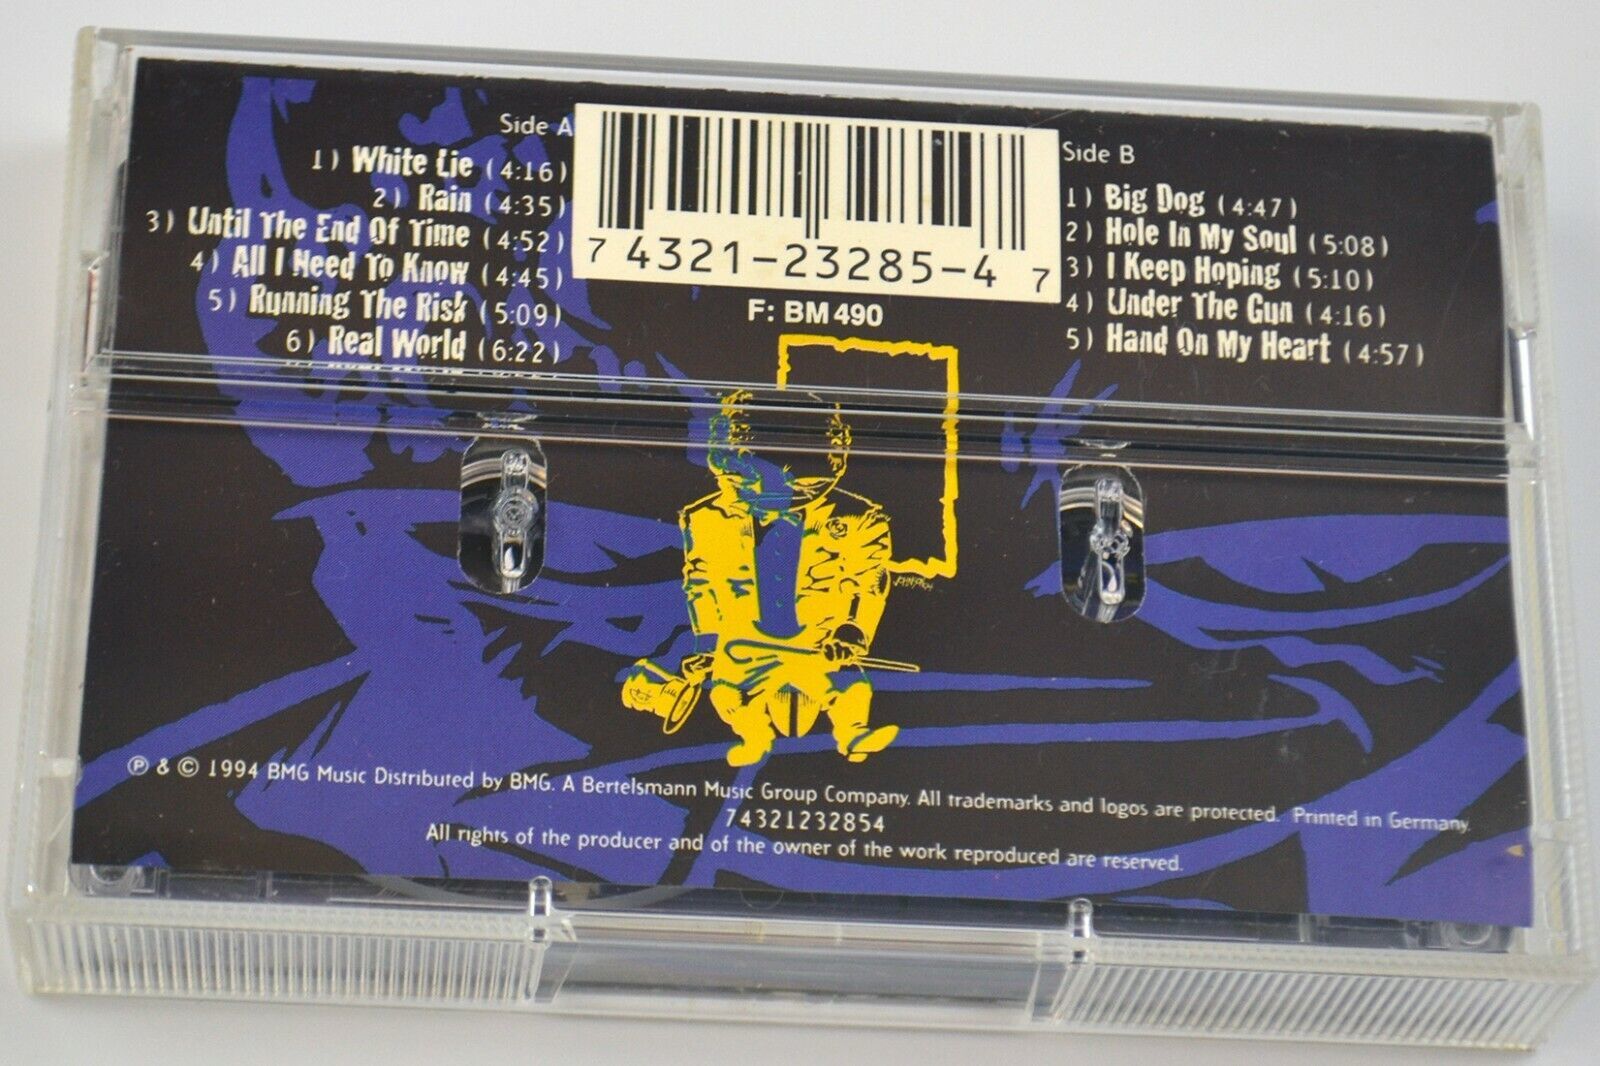 Side A
1) White Lie (4:16)
2) Rain (4:35)
3) Until The End Of Time (4:52)
4) All I Need To Know (4:45)
5) Running The Risk (5:09)
6) Real World (6:22)
7 4321-23285-4 7
F: BM 490
Side B
1) Big Dog (4:47)
2) Hole In My Soul (5:08)
3) I Keep Hoping (5:10)
4) Under The Gun (4:16)
5) Hand On My Heart (4:57)
℗ & © 1994 BMG Music Distributed by BMG. A Bertelsmann Music Group Company. All trademarks and logos are protected. Printed in Germany.
74321232854
All rights of the producer and of the owner of the work reproduced are reserved.